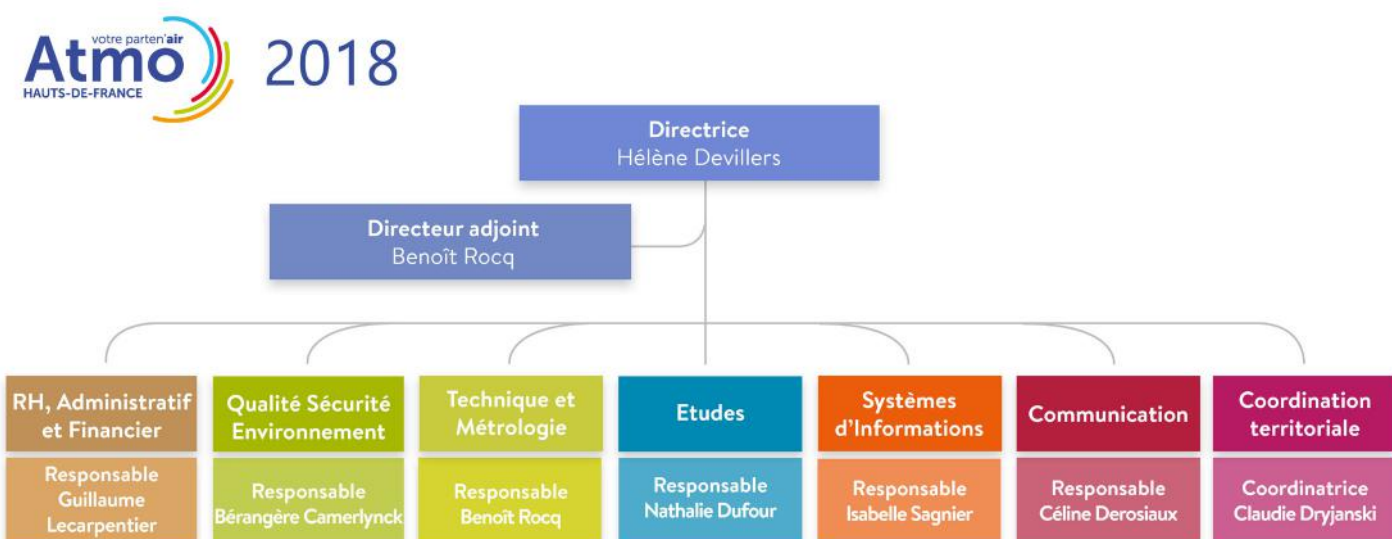 votre parten'air
Atmo
HAUTS-DE-FRANCE
2018
Directrice
Hélène Devillers
Directeur adjoint
Benoît Rocq
RH, Administratif
et Financier
Responsable
Guillaume
Lecarpentier
Qualité Sécurité
Environnement
Responsable
Bérangère Camerlynck
Technique et
Métrologie
Responsable
Benoît Rocq
Etudes
Responsable
Nathalie Dufour
Systèmes
d'Informations
Responsable
Isabelle Sagnier
Communication
Responsable
Céline Derosiaux
Coordination
territoriale
Coordinatrice
Claudie Dryjanski